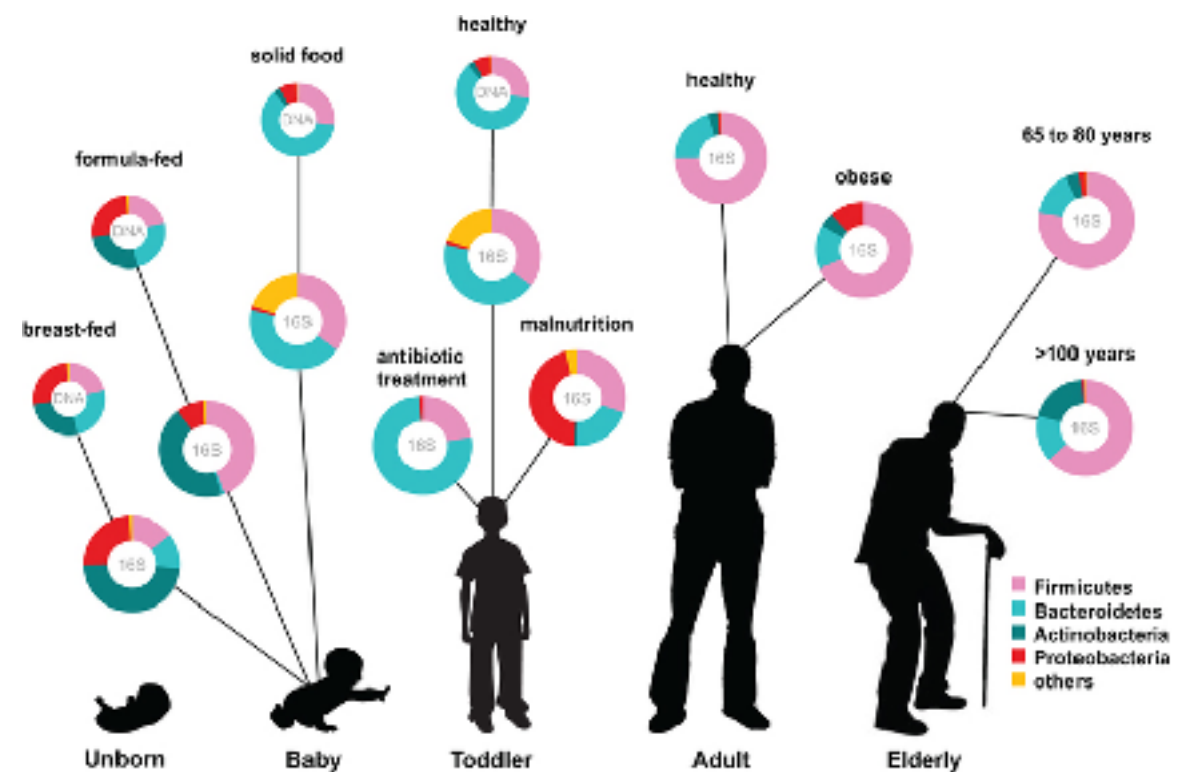 healthy
solid food
DNA
DNA
healthy
16S
formula-fed
DNA
65 to 80 years
16S
obese
16S
16S
breast-fed
DNA
16S
malnutrition
16S
antibiotic
treatment
16S
>100 years
16S
16S
16S
Firmicutes
Bacteroidetes
Actinobacteria
Proteobacteria
others
Unborn
Baby
Toddler
Adult
Elderly